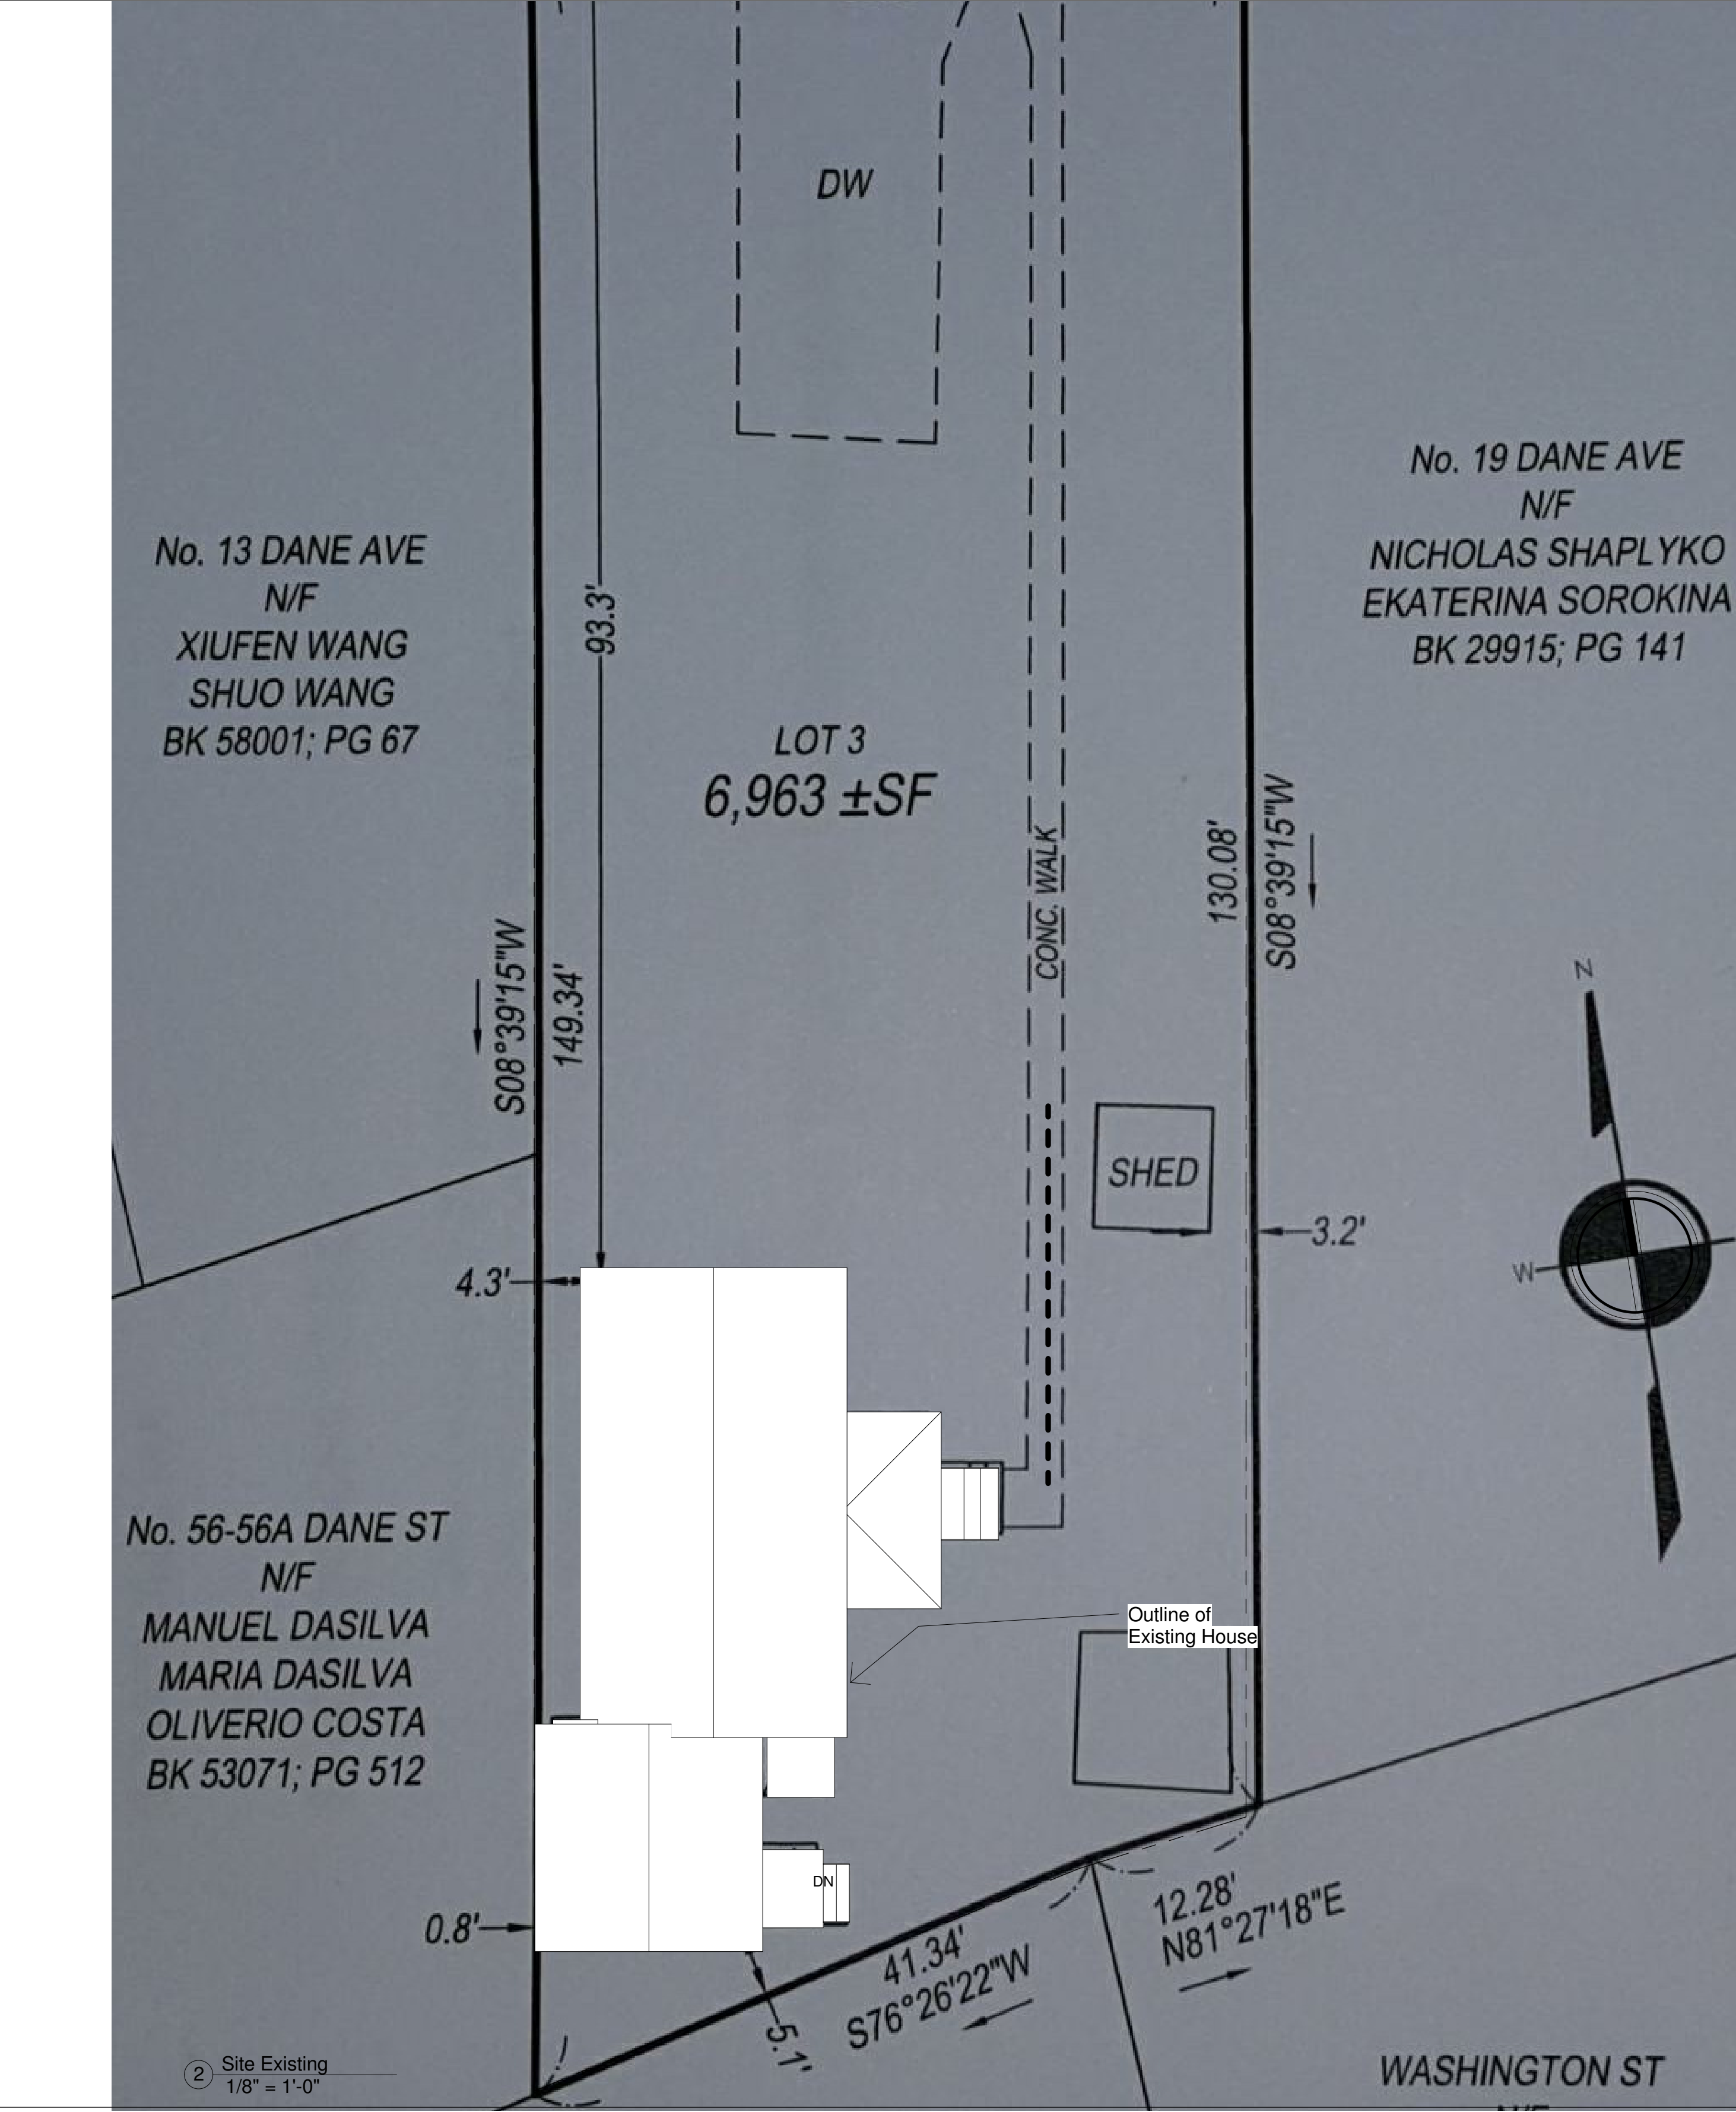 DW
No. 19 DANE AVE
N/F
NICHOLAS SHAPLYKO
EKATERINA SOROKINA
BK 29915; PG 141
No. 13 DANE AVE
N/F
XIUFEN WANG
SHUO WANG
BK 58001; PG 67
93.3'
LOT 3
6,963 ±SF
CONC. WALK
130.08'
S08°39'15"W
S08°39'15"W
149.34'
N
SHED
3.2'
W
4.3'
No. 56-56A DANE ST
N/F
MANUEL DASILVA
MARIA DASILVA
OLIVERIO COSTA
BK 53071; PG 512
Outline of
Existing House
DN
0.8'
12.28'
N81°27'18"E
41.34'
S76°26'22"W
5.1'
2
Site Existing
1/8" = 1'-0"
WASHINGTON ST